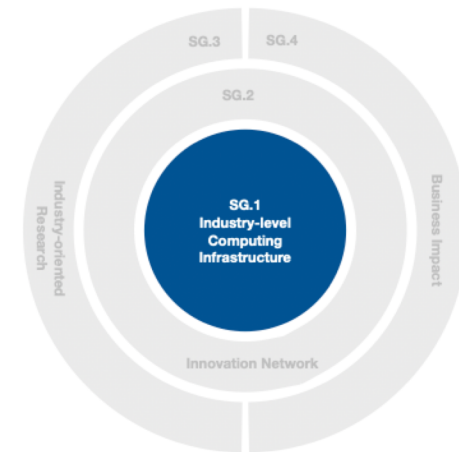 SG.3
SG.4
SG.2
SG.1
Industry-level
Computing
Infrastructure
Industry-oriented
Research
Business Impact
Innovation Network